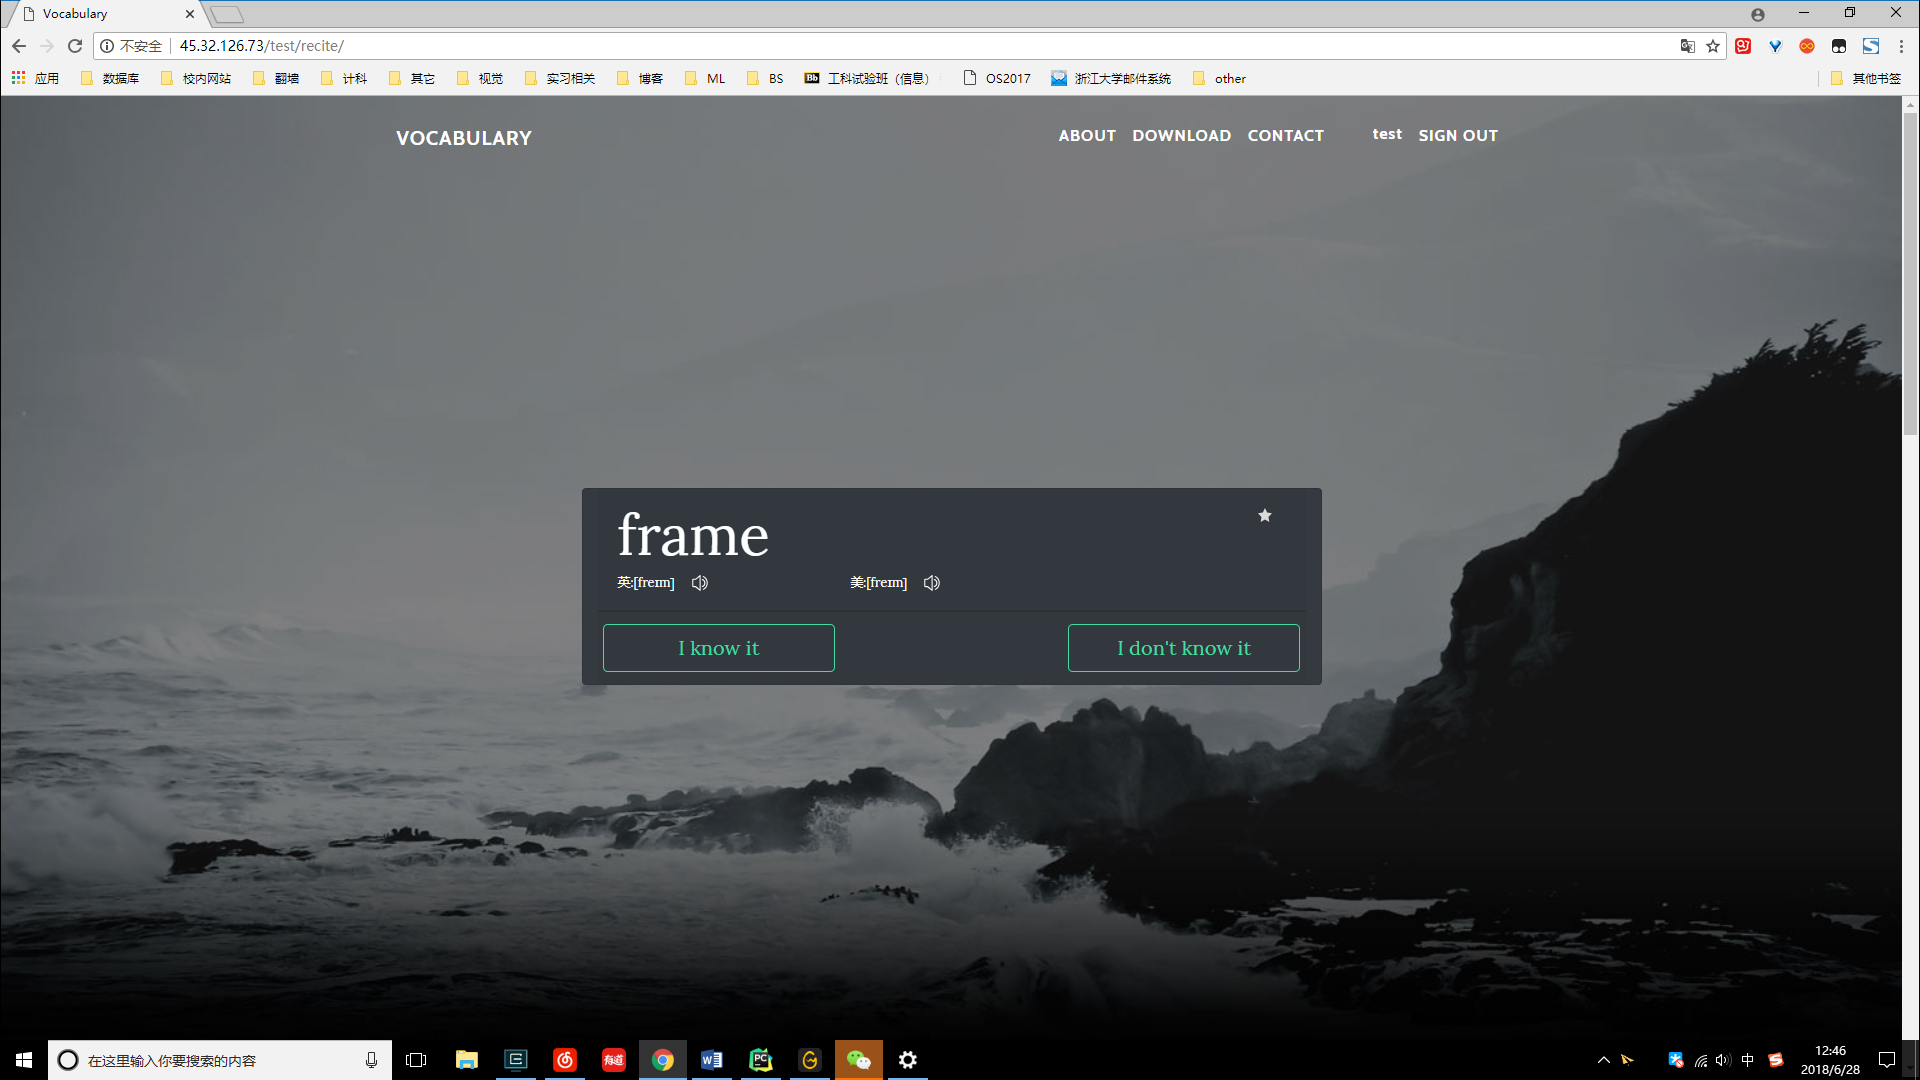 Vocabulary
不安全 45.32.126.73/test/recite/
应用 数据库 校内网站 翻墙 计科 其它 视觉 实习相关 博客 ML BS Bb 工科试验班（信息） OS2017 浙江大学邮件系统 other 其他书签
VOCABULARY ABOUT DOWNLOAD CONTACT test SIGN OUT
frame
英:[freɪm] 美:[freɪm]
I know it I don't know it
在这里输入你要搜索的内容 有道 W PC 中 12:46
2018/6/28